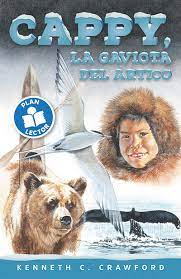 CAPPY,
LA GAVIOTA
DEL ÁRTICO
PLAN
LECTOR
KENNETH C. CRAWFORD